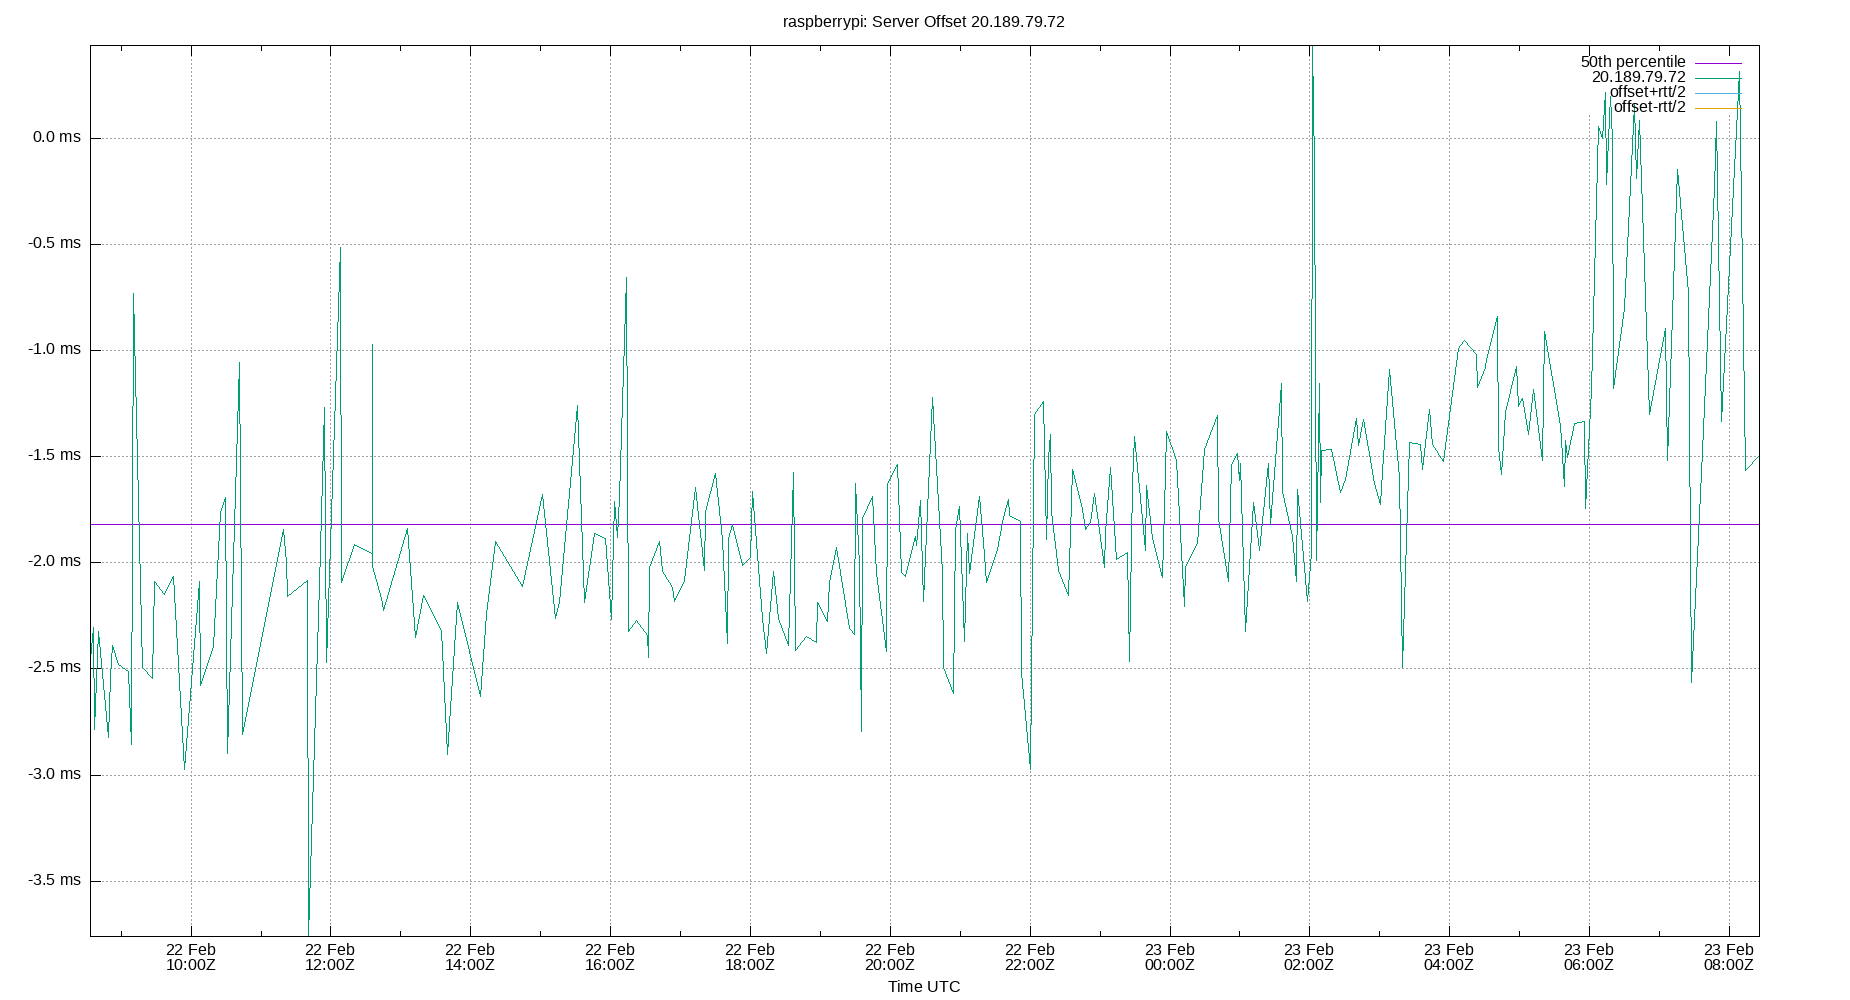 raspberrypi: Server Offset 20.189.79.72
50th percentile
20.189.79.72
offset+rtt/2
offset-rtt/2
0.0 ms
-0.5 ms
-1.0 ms
-1.5 ms
-2.0 ms
-2.5 ms
-3.0 ms
-3.5 ms
22 Feb 22 Feb 22 Feb 22 Feb 22 Feb 22 Feb 22 Feb 23 Feb 23 Feb 23 Feb 23 Feb 23 Feb
10:00Z 12:00Z 14:00Z 16:00Z 18:00Z 20:00Z 22:00Z 00:00Z 02:00Z 04:00Z 06:00Z 08:00Z
Time UTC